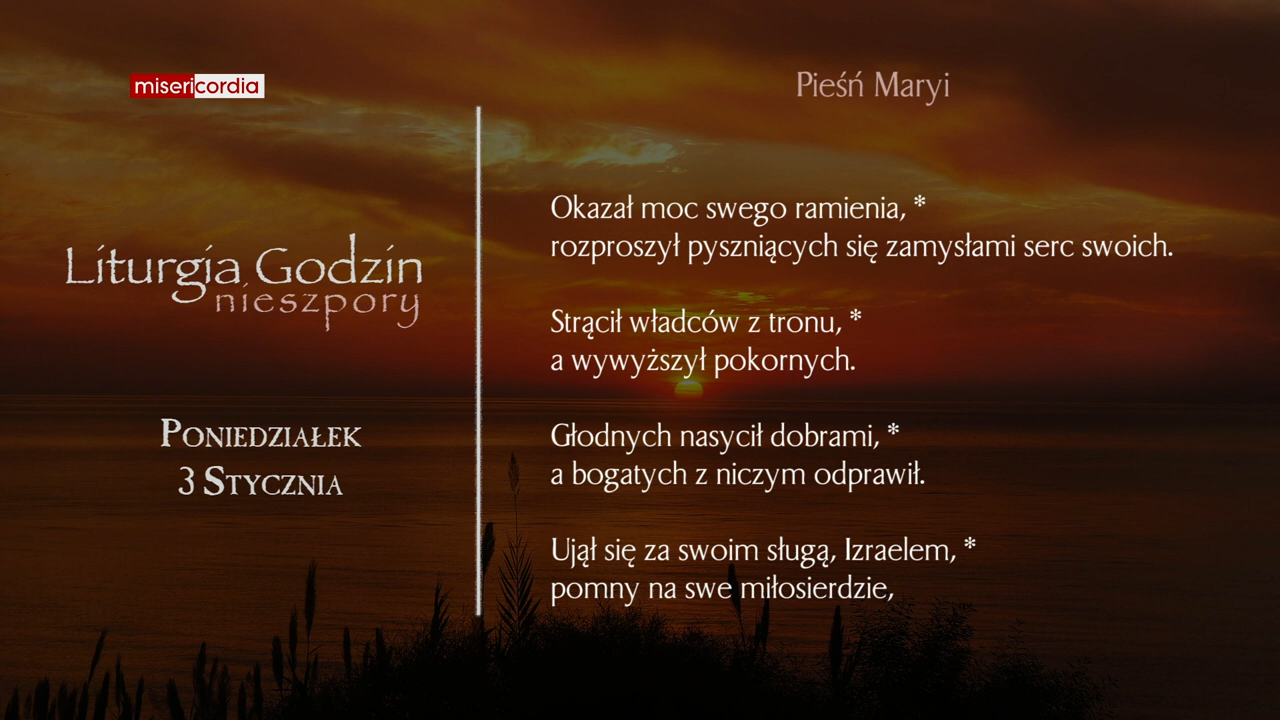 misericordia
Liturgia Godzin
nieszpory
Poniedziałek
3 Stycznia
Pieśń Maryi
Okazał moc swego ramienia, *
rozproszył pyszniących się zamysłami serc swoich.
Strącił władców z tronu, *
a wywyższył pokornych.
Głodnych nasycił dobrami, *
a bogatych z niczym odprawił.
Ujął się za swoim sługą, Izraelem, *
pomny na swe miłosierdzie,